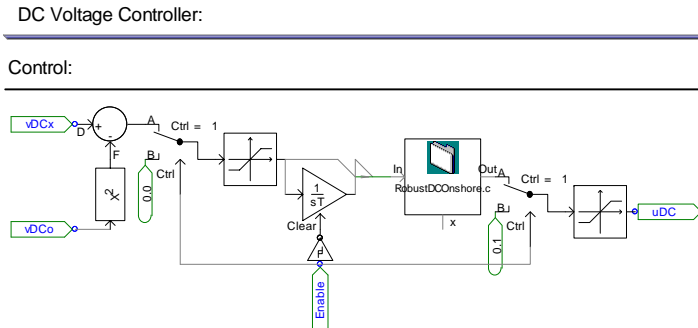 DC Voltage Controller:
Control:
vDCx
D
+
-
F
A
B
Ctrl = 1
Ctrl
0.0
X²
vDCo
1
sT
Clear
Enable
In
Out
RobustDCOnshore.c
x
A
B
Ctrl = 1
Ctrl
0.1
uDC